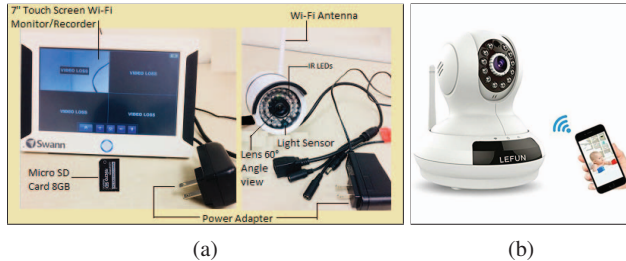 7" Touch Screen Wi-Fi
Monitor/Recorder
Wi-Fi Antenna
VIDEO LOSS
VIDEO LOSS
VIDEO LOSS
VIDEO LOSS
IR LEDs
Swann
Light Sensor
Lens 60°
Angle
view
Micro SD
Card 8GB
Power Adapter
LEFUN
(a)
(b)